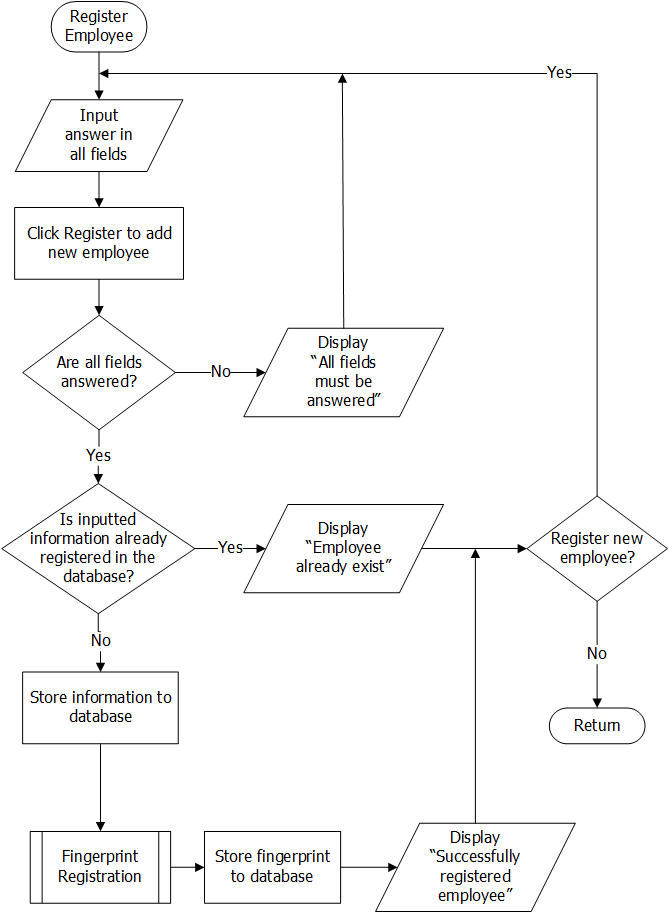 Register
Employee
Yes
Input
answer in
all fields
Click Register to add
new employee
Are all fields
answered?
No
Display
“All fields
must be
answered”
Yes
Is inputted
information already
registered in the
database?
Yes
Display
“Employee
already exist”
Register new
employee?
No
No
Store information to
database
Return
Fingerprint
Registration
Store fingerprint
to database
Display
“Successfully
registered
employee”